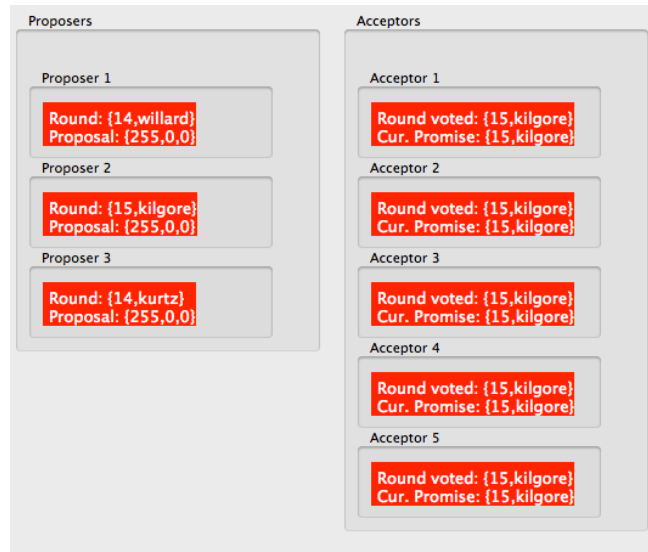 Proposers
Proposer 1
Round: {14,willard}
Proposal: {255,0,0}
Proposer 2
Round: {15,kilgore}
Proposal: {255,0,0}
Proposer 3
Round: {14,kurtz}
Proposal: {255,0,0}
Acceptors
Acceptor 1
Round voted: {15,kilgore}
Cur. Promise: {15,kilgore}
Acceptor 2
Round voted: {15,kilgore}
Cur. Promise: {15,kilgore}
Acceptor 3
Round voted: {15,kilgore}
Cur. Promise: {15,kilgore}
Acceptor 4
Round voted: {15,kilgore}
Cur. Promise: {15,kilgore}
Acceptor 5
Round voted: {15,kilgore}
Cur. Promise: {15,kilgore}